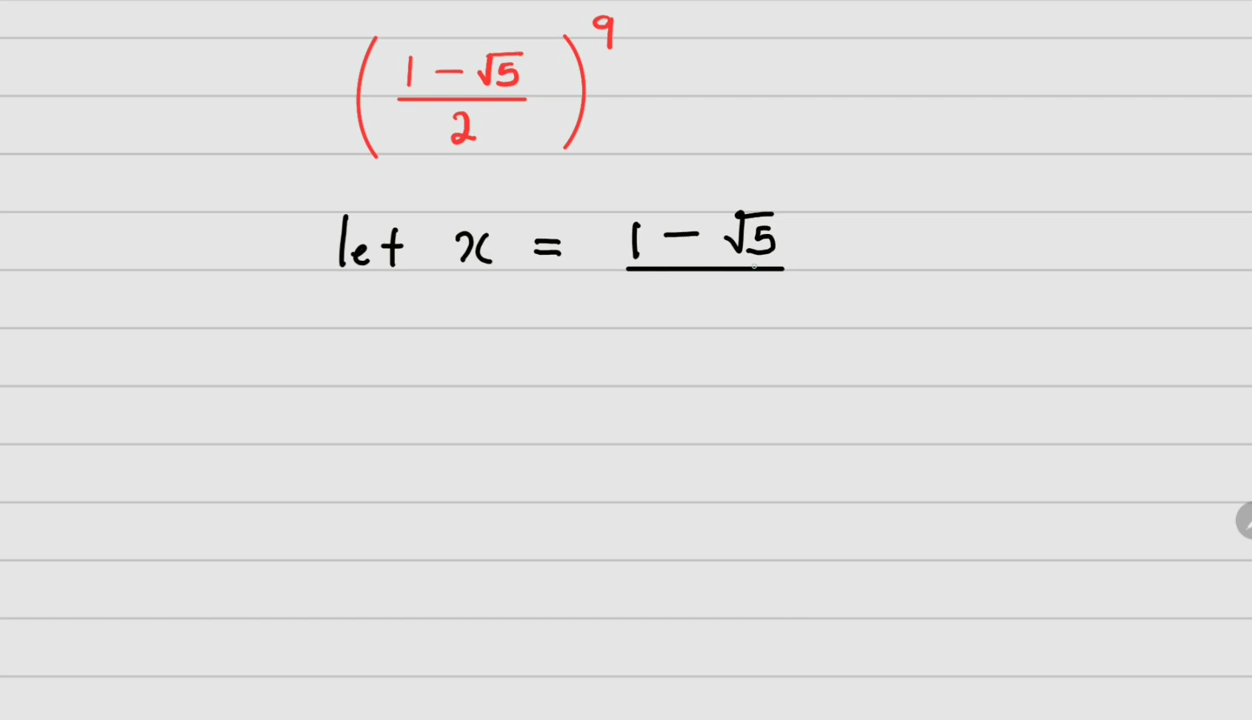 ( (1 - √5) / 2 )^9
let x = 1 - √5